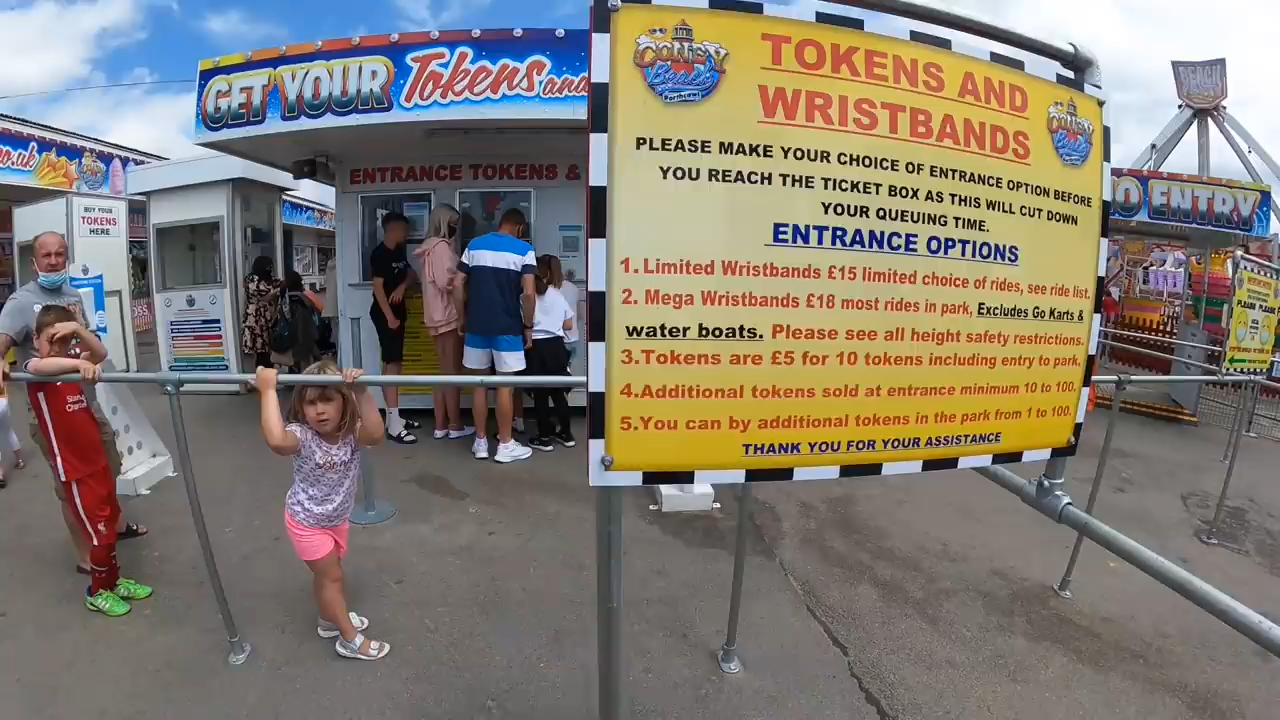 GET YOUR Tokens and
o.uk
BUY YOUR
TOKENS
HERE
ENTRANCE TOKENS &
Coney
Beach
Porthcawl
TOKENS AND
WRISTBANDS
Coney
Beach
PLEASE MAKE YOUR CHOICE OF ENTRANCE OPTION BEFORE
YOU REACH THE TICKET BOX AS THIS WILL CUT DOWN
YOUR QUEUING TIME.
ENTRANCE OPTIONS
1. Limited Wristbands £15 limited choice of rides, see ride list.
2. Mega Wristbands £18 most rides in park, Excludes Go Karts &
water boats. Please see all height safety restrictions.
3.Tokens are £5 for 10 tokens including entry to park.
4.Additional tokens sold at entrance minimum 10 to 100.
5.You can by additional tokens in the park from 1 to 100.
THANK YOU FOR YOUR ASSISTANCE
BEACH
O ENTRY